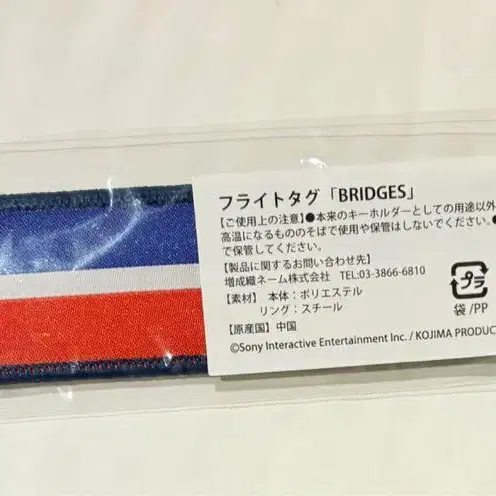 フライトタグ「BRIDGES」
【ご使用上の注意】●本来のキーホルダーとしての用途以外
高温になるもののそばで使用や保管はしないでください。●
で保管してください。
【製品に関するお問い合わせ先】
増成織ネーム株式会社 TEL:03-3866-6810
【素材】 本体：ポリエステル
リング：スチール
【原産国】中国
プラ
袋/PP
©Sony Interactive Entertainment Inc. / KOJIMA PRODUC